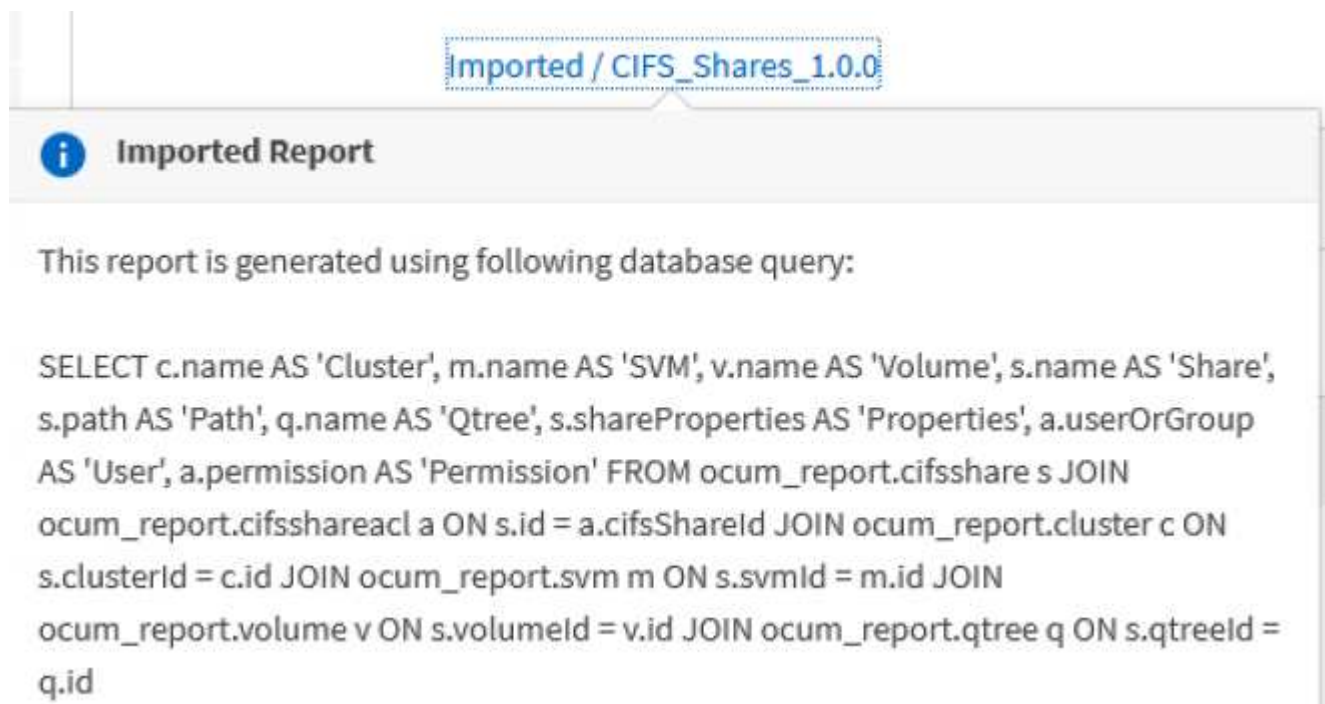 Imported / CIFS_Shares_1.0.0
Imported Report
This report is generated using following database query:
SELECT c.name AS 'Cluster', m.name AS 'SVM', v.name AS 'Volume', s.name AS 'Share',
s.path AS 'Path', q.name AS 'Qtree', s.shareProperties AS 'Properties', a.userOrGroup
AS 'User', a.permission AS 'Permission' FROM ocum_report.cifsshare s JOIN
ocum_report.cifsshareacl a ON s.id = a.cifsShareId JOIN ocum_report.cluster c ON
s.clusterId = c.id JOIN ocum_report.svm m ON s.svmId = m.id JOIN
ocum_report.volume v ON s.volumeId = v.id JOIN ocum_report.qtree q ON s.qtreeId =
q.id